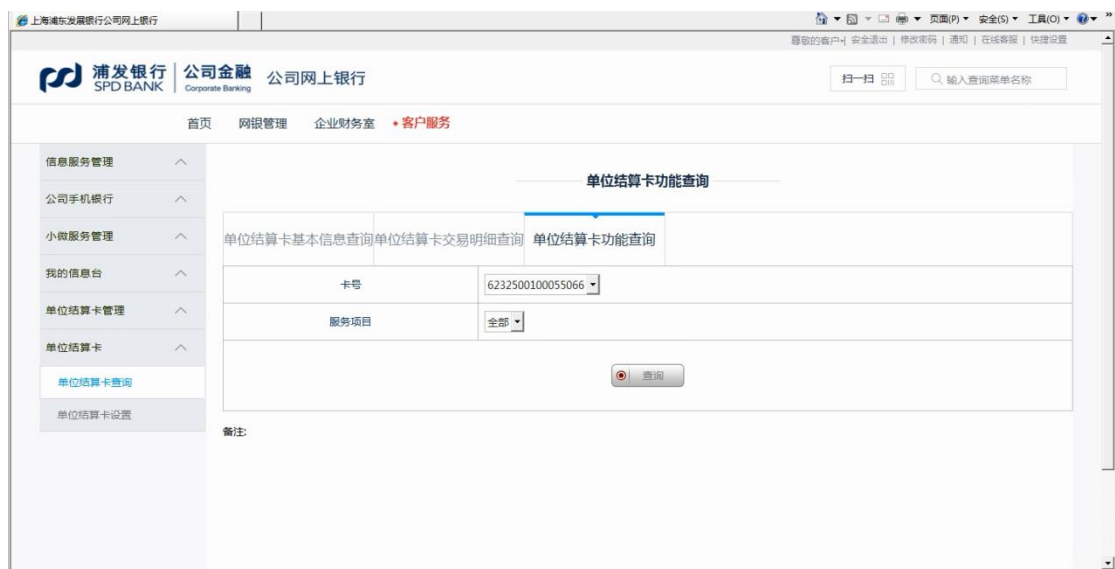 上海浦东发展银行公司网上银行
页面(P) 安全(S) 工具(O) »
尊敬的客户 安全退出 | 修改密码 | 通知 | 在线客服 | 快捷设置
浦发银行 公司金融 公司网上银行
SPD BANK Corporate Banking
扫一扫 输入查询菜单名称
首页 网银管理 企业财务室 客户服务
信息服务管理
公司手机银行
小微服务管理
我的信息台
单位结算卡管理
单位结算卡
单位结算卡查询
单位结算卡设置
单位结算卡功能查询
单位结算卡基本信息查询 单位结算卡交易明细查询 单位结算卡功能查询
卡号 6232500100055066
服务项目 全部
查询
备注: